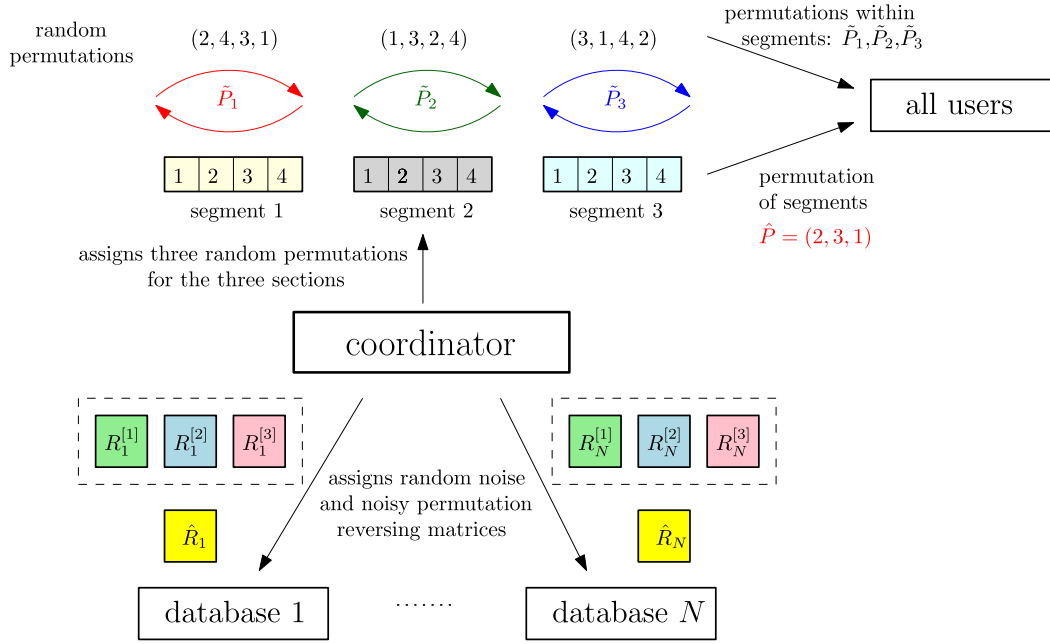 random
permutations
(2, 4, 3, 1)
(1, 3, 2, 4)
(3, 1, 4, 2)
permutations within
segments: P̃₁,P̃₂,P̃₃
P̃₁
P̃₂
P̃₃
all users
1 2 3 4
1 2 3 4
1 2 3 4
segment 1
segment 2
segment 3
permutation
of segments
P̂ = (2, 3, 1)
assigns three random permutations
for the three sections
coordinator
R₁^[1] R₁^[2] R₁^[3]
R_N^[1] R_N^[2] R_N^[3]
assigns random noise
and noisy permutation
reversing matrices
R̂₁
R̂_N
database 1
.......
database N